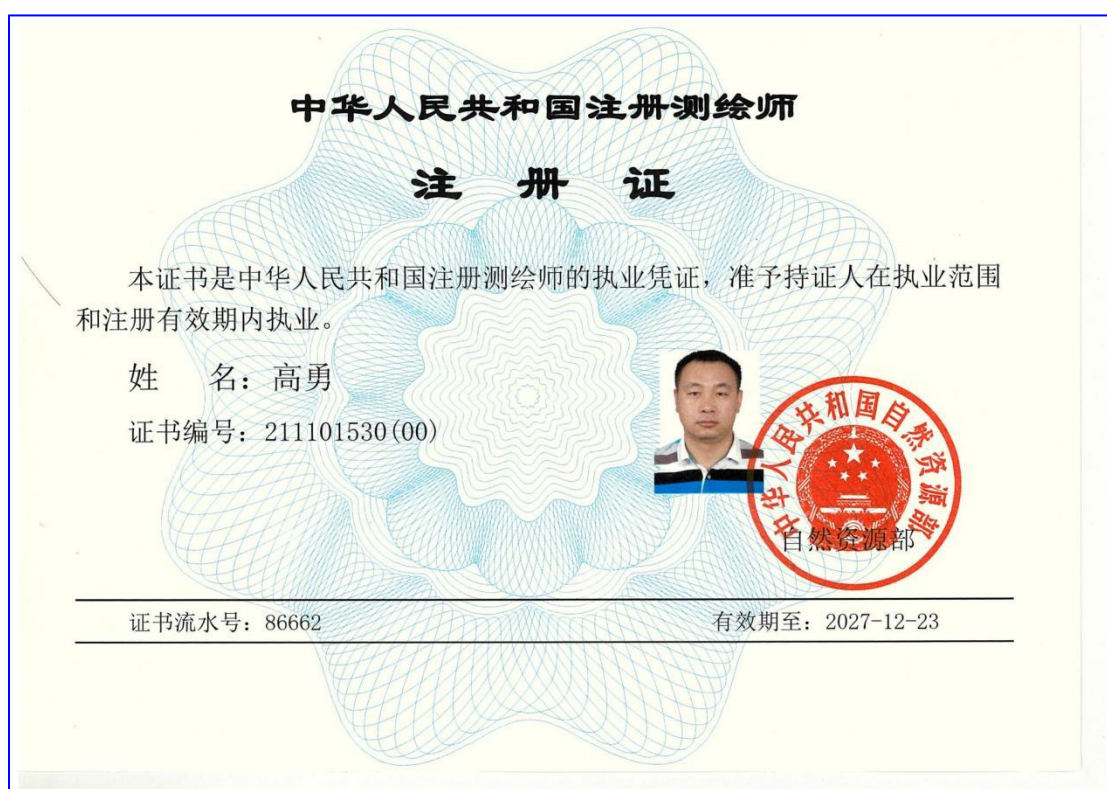 中华人民共和国注册测绘师
注 册 证
本证书是中华人民共和国注册测绘师的执业凭证，准予持证人在执业范围
和注册有效期内执业。
姓 名：高勇
证书编号：211101530(00)
中华人民共和国自然资源部
自然资源部
证书流水号：86662
有效期至：2027-12-23